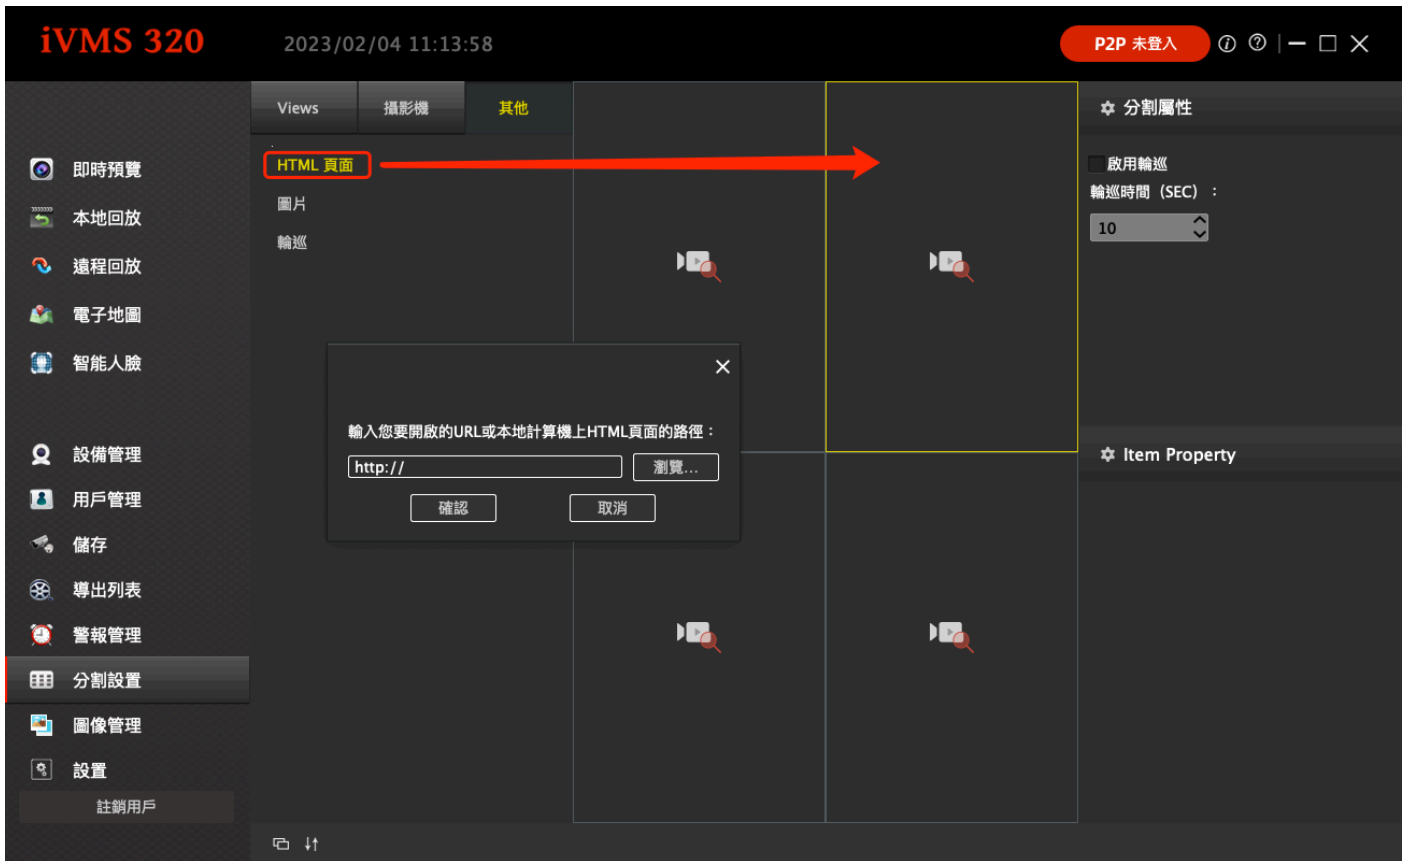 iVMS 320
2023/02/04 11:13:58
P2P 未登入
Views
攝影機
其他
分割屬性
HTML 頁面
圖片
輪巡
啟用輪巡
輪巡時間（SEC）：
10
即時預覽
本地回放
遠程回放
電子地圖
智能人臉
輸入您要開啟的URL或本地計算機上HTML頁面的路徑：
http://
瀏覽...
確認
取消
Item Property
設備管理
用戶管理
儲存
導出列表
警報管理
分割設置
圖像管理
設置
註銷用戶